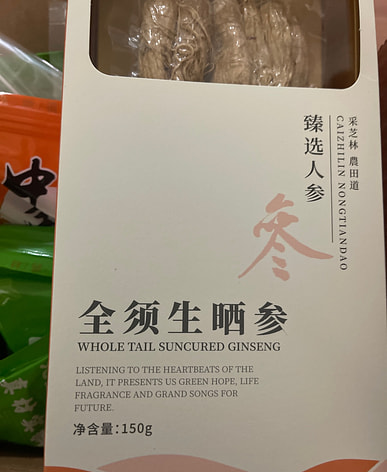 采芝林 農田道
CAIZHILIN NONGTIANDAO
臻选人参
参
全须生晒参
WHOLE TAIL SUNCURED GINSENG
LISTENING TO THE HEARTBEATS OF THE
LAND, IT PRESENTS US GREEN HOPE, LIFE
FRAGRANCE AND GRAND SONGS FOR
FUTURE.
净含量:150g
中